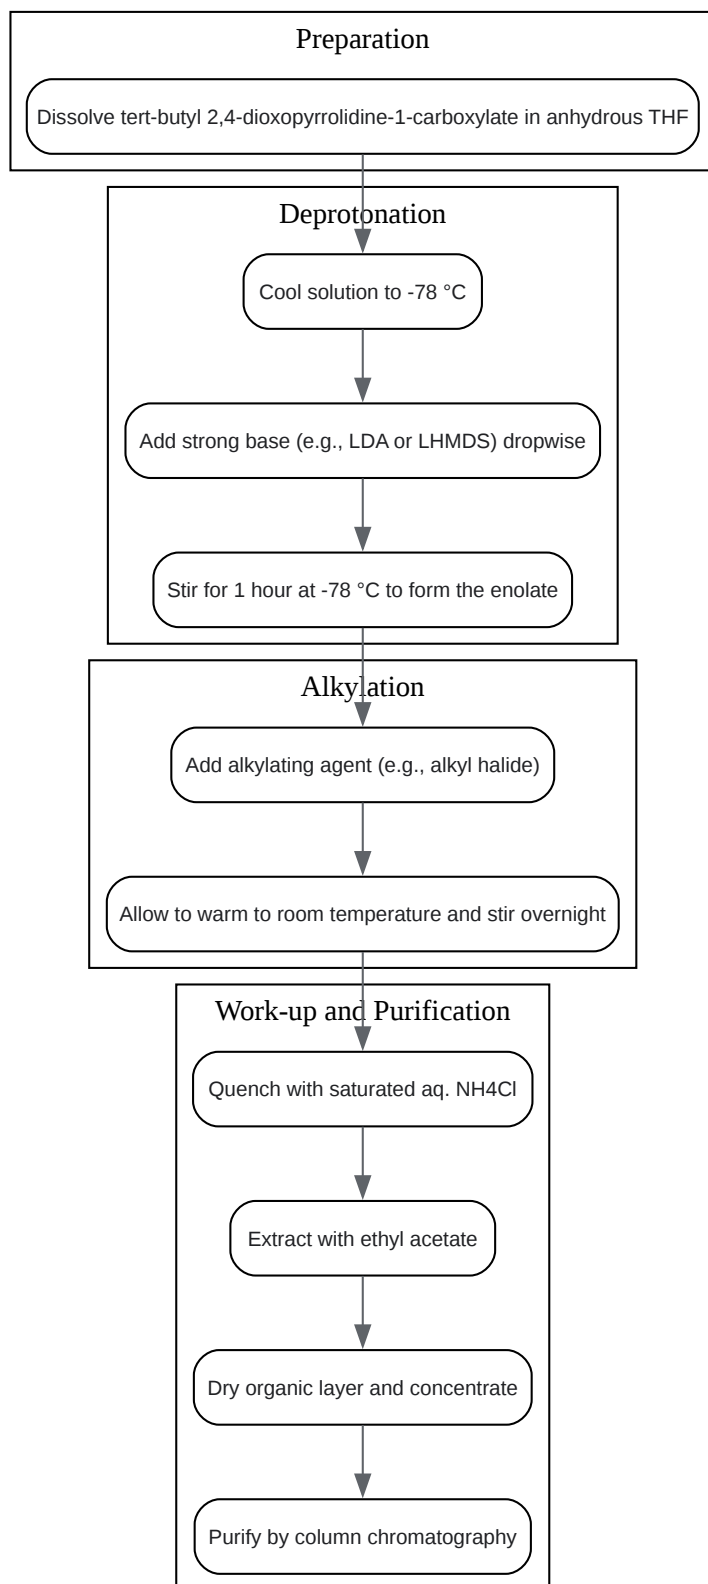 Preparation
Dissolve tert-butyl 2,4-dioxopyrrolidine-1-carboxylate in anhydrous THF
Deprotonation
Cool solution to -78 °C
Add strong base (e.g., LDA or LHMDS) dropwise
Stir for 1 hour at -78 °C to form the enolate
Alkylation
Add alkylating agent (e.g., alkyl halide)
Allow to warm to room temperature and stir overnight
Work-up and Purification
Quench with saturated aq. NH4Cl
Extract with ethyl acetate
Dry organic layer and concentrate
Purify by column chromatography